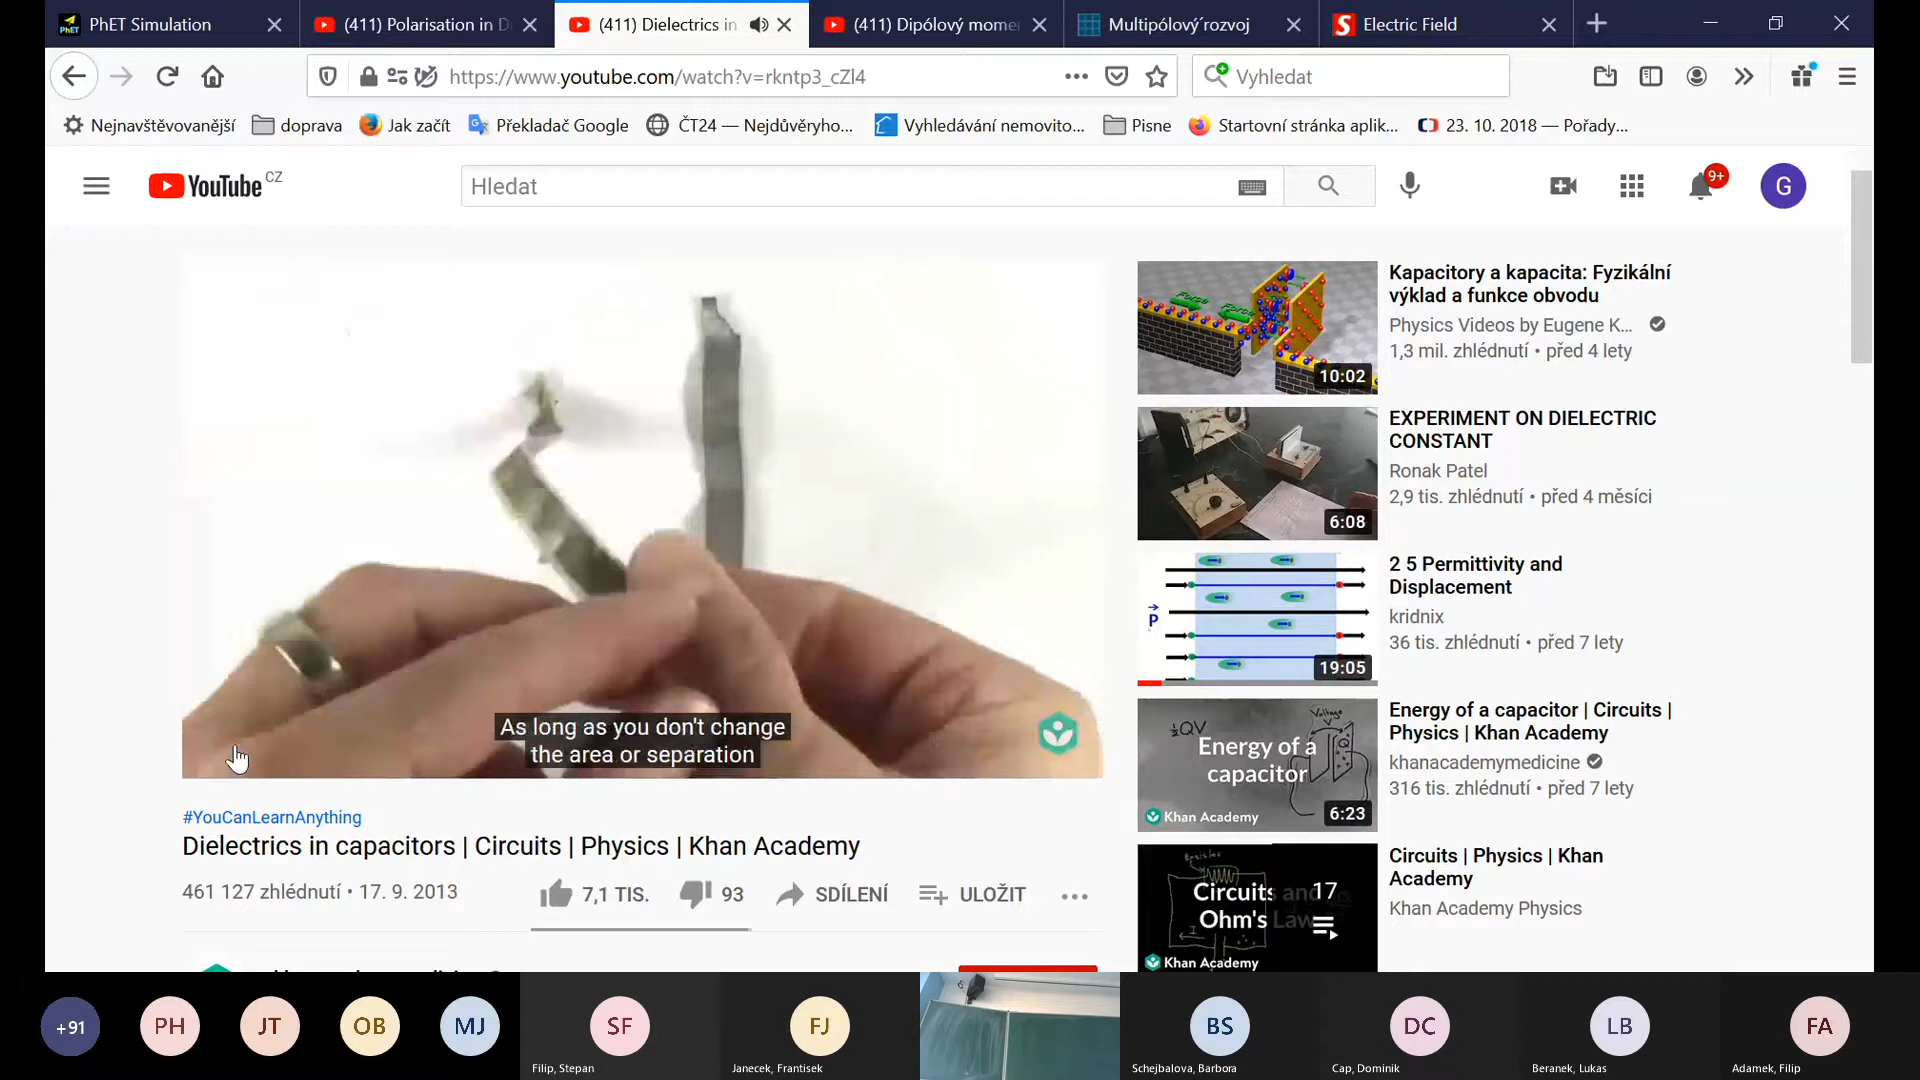 PhET Simulation
(411) Polarisation in D
(411) Dielectrics in
(411) Dipólový mome
Multipólový rozvoj
Electric Field
https://www.youtube.com/watch?v=rkntp3_cZl4
Vyhledat
Nejnavštěvovanější
doprava
Jak začít
Překladač Google
ČT24 — Nejdůvěryho...
Vyhledávání nemovito...
Pisne
Startovní stránka aplik...
23. 10. 2018 — Pořady...
YouTube CZ
Hledat
9+
G
As long as you don't change
the area or separation
#YouCanLearnAnything
Dielectrics in capacitors | Circuits | Physics | Khan Academy
461 127 zhlédnutí • 17. 9. 2013
7,1 TIS.
93
SDÍLENÍ
ULOŽIT
Force
10:02
Kapacitory a kapacita: Fyzikální
výklad a funkce obvodu
Physics Videos by Eugene K...
1,3 mil. zhlédnutí • před 4 lety
6:08
EXPERIMENT ON DIELECTRIC
CONSTANT
Ronak Patel
2,9 tis. zhlédnutí • před 4 měsíci
P
19:05
2 5 Permittivity and
Displacement
kridnix
36 tis. zhlédnutí • před 7 lety
½QV
Voltage
Energy of a
capacitor
Khan Academy
6:23
Energy of a capacitor | Circuits |
Physics | Khan Academy
khanacademymedicine
316 tis. zhlédnutí • před 7 lety
Resistor
Circuits and
Ohm's Law
17
Khan Academy
Circuits | Physics | Khan
Academy
Khan Academy Physics
+91
PH
JT
OB
MJ
SF
Filip, Stepan
FJ
Janecek, Frantisek
BS
Schejbalova, Barbora
DC
Cap, Dominik
LB
Beranek, Lukas
FA
Adamek, Filip